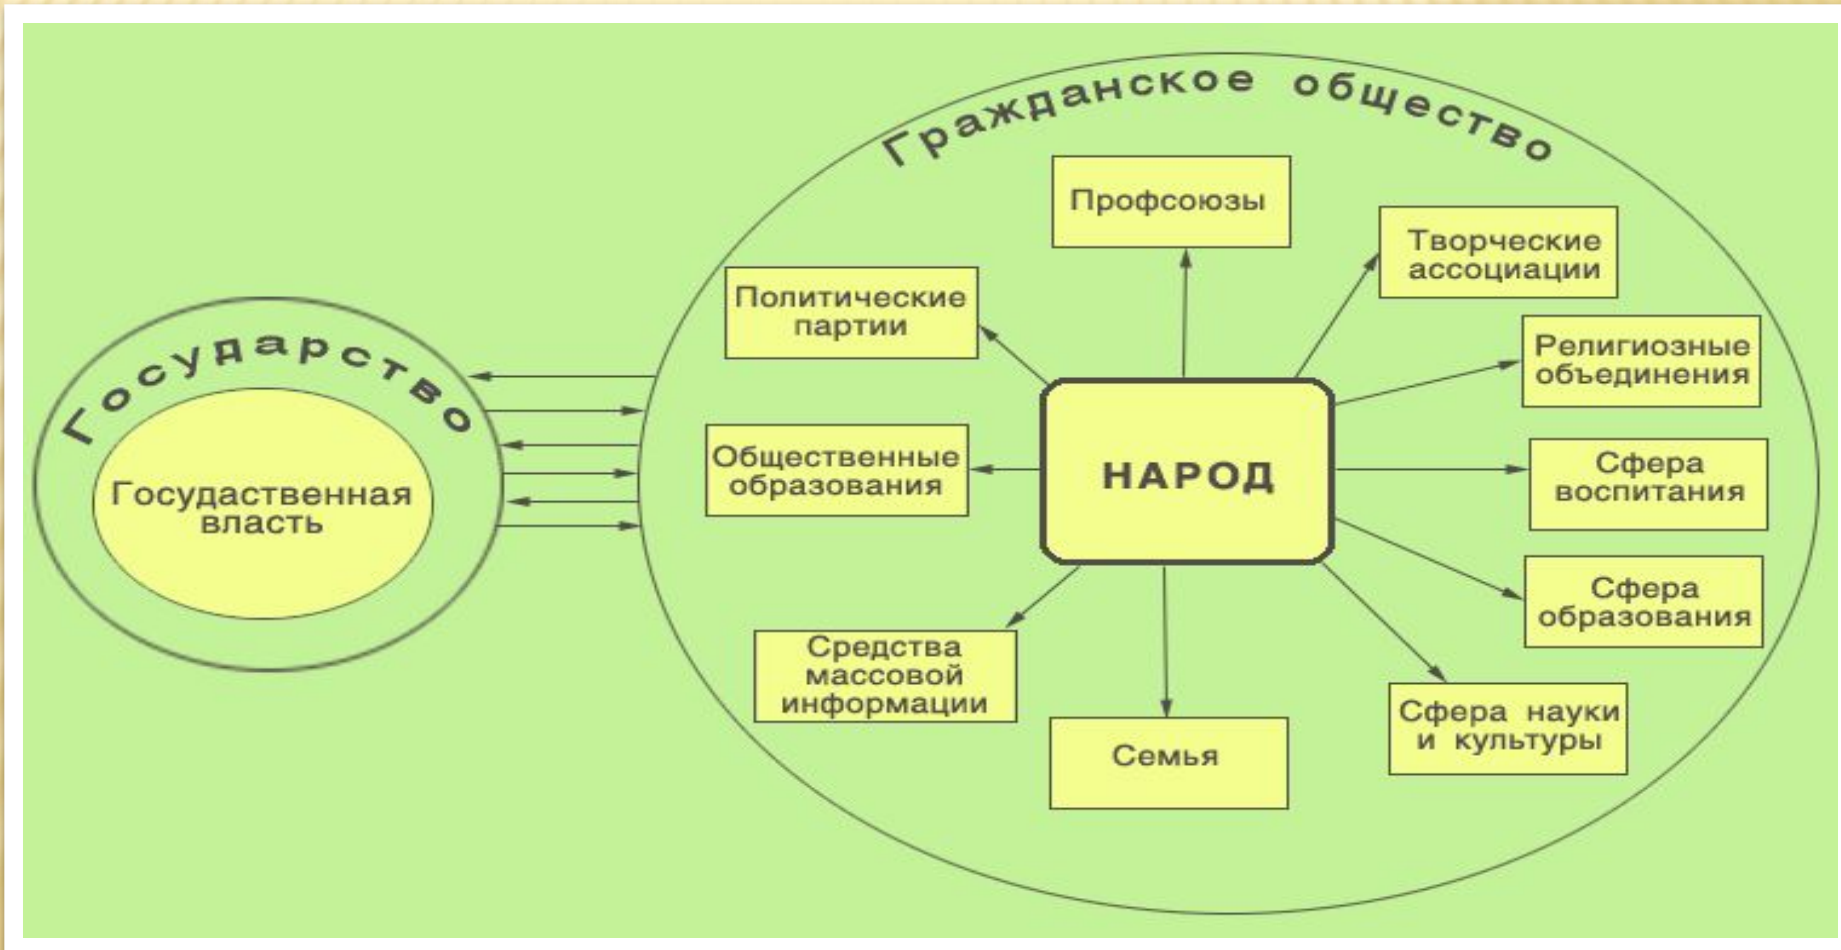 Государство
Государственная
власть
Гражданское общество
Профсоюзы
Творческие
ассоциации
Политические
партии
Религиозные
объединения
Общественные
образования
НАРОД
Сфера
воспитания
Сфера
образования
Средства
массовой
информации
Семья
Сфера науки
и культуры